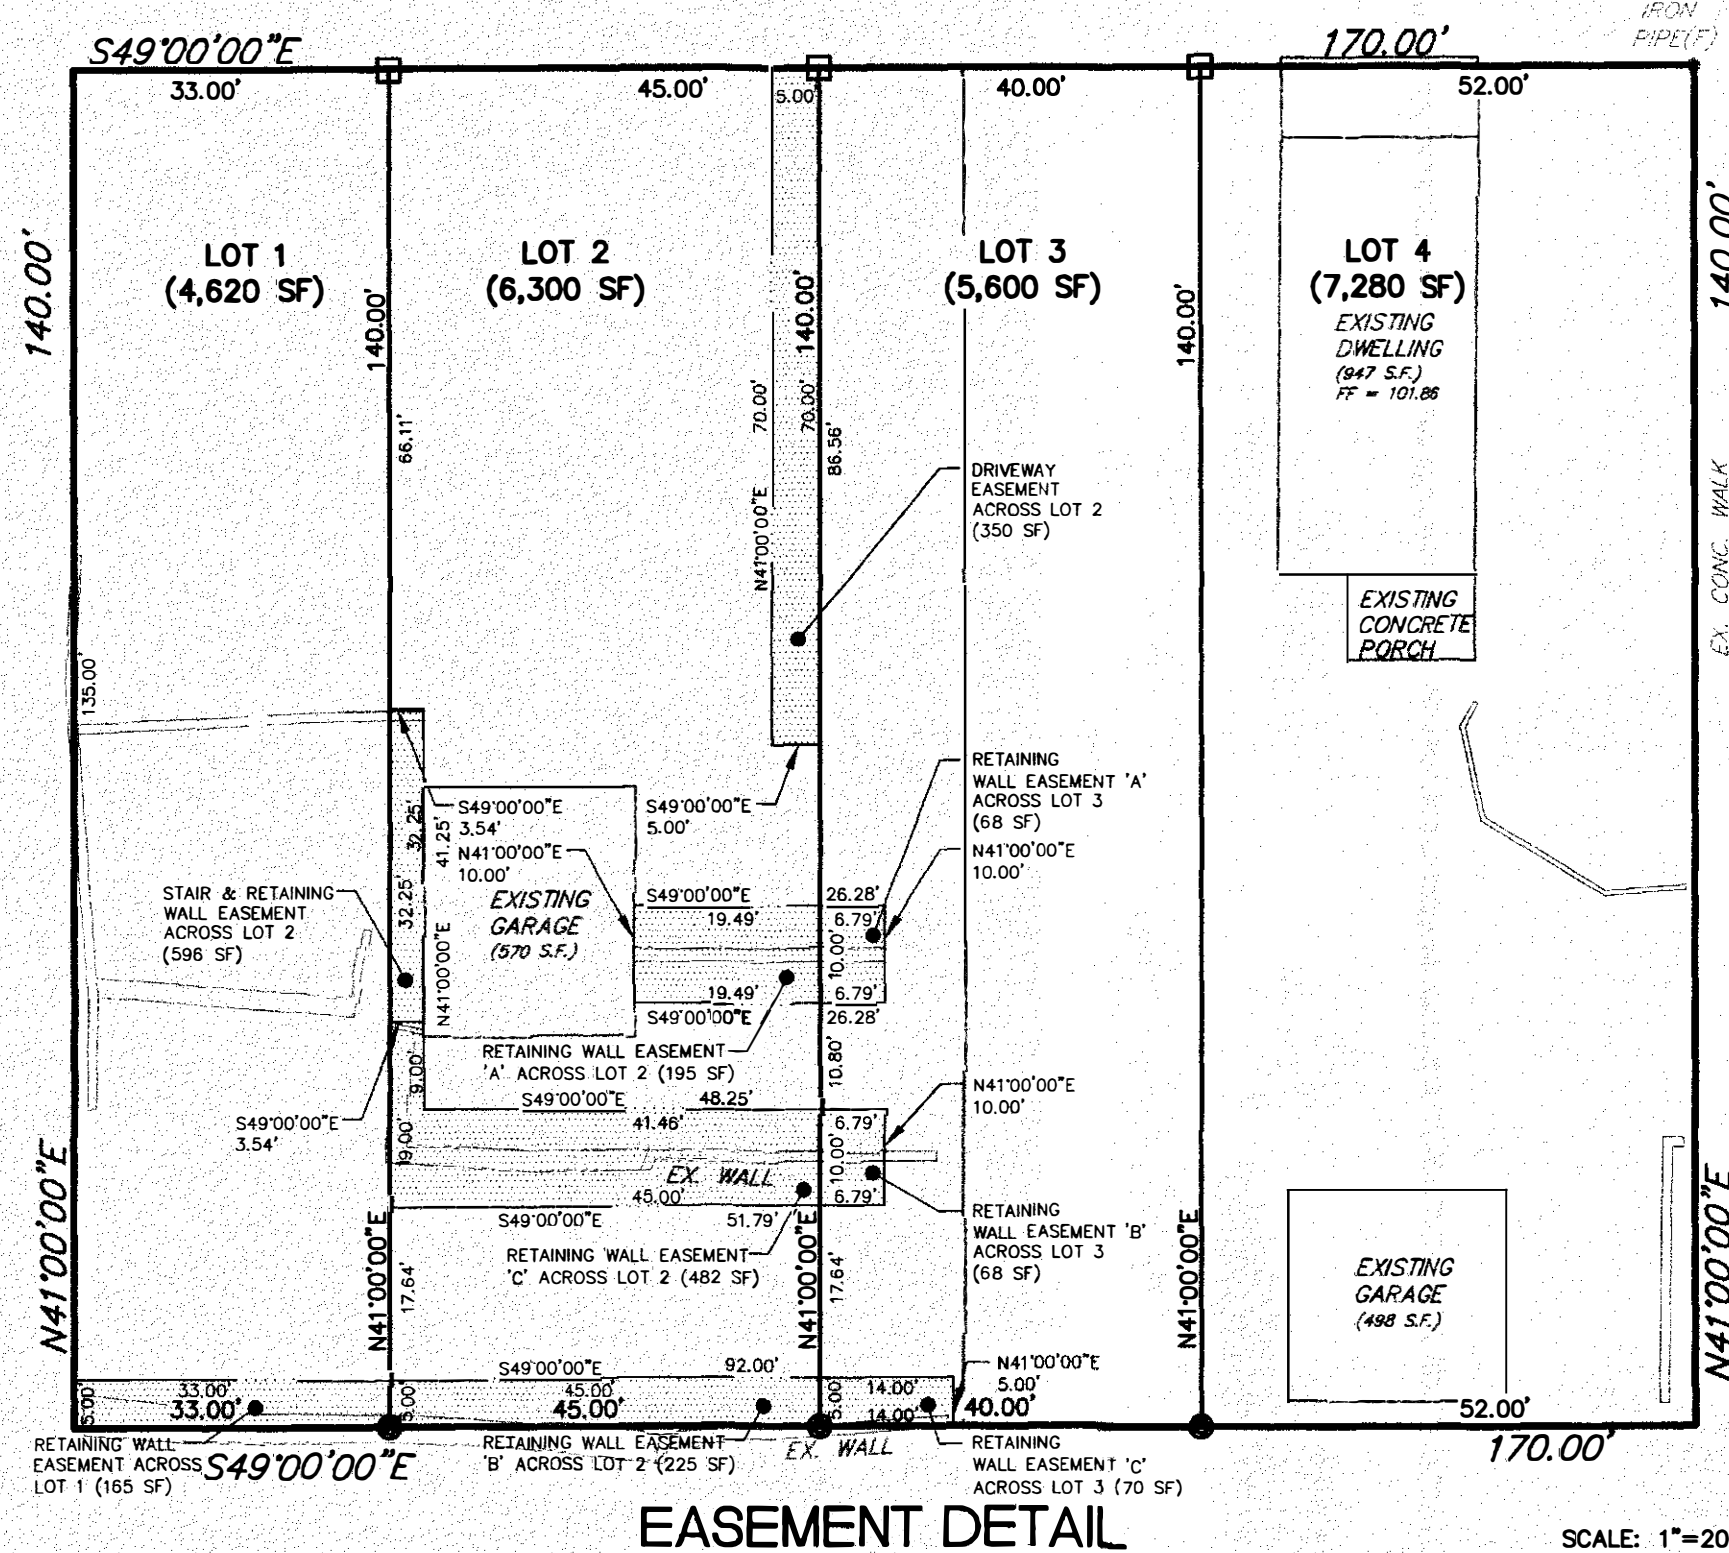 IRON
PIPE(F)
S49°00'00"E
170.00'
33.00'
45.00'
5.00'
40.00'
52.00'
140.00'
140.00'
LOT 1
(4,620 SF)
LOT 2
(6,300 SF)
LOT 3
(5,600 SF)
LOT 4
(7,280 SF)
EXISTING
DWELLING
(947 S.F.)
FF = 101.86
140.00'
140.00'
140.00'
66.11'
70.00'
70.00'
86.56'
N41°00'00"E
DRIVEWAY
EASEMENT
ACROSS LOT 2
(350 SF)
EX. CONC. WALK
EXISTING
CONCRETE
PORCH
135.00'
S49°00'00"E
3.54'
N41°00'00"E
10.00'
S49°00'00"E
5.00'
RETAINING
WALL EASEMENT 'A'
ACROSS LOT 3
(68 SF)
N41°00'00"E
10.00'
32.25'
41.25'
32.25'
N41°00'00"E
STAIR & RETAINING
WALL EASEMENT
ACROSS LOT 2
(596 SF)
EXISTING
GARAGE
(570 S.F.)
S49°00'00"E
26.28'
19.49'
6.79'
10.00'
19.49'
6.79'
S49°00'00"E
26.28'
RETAINING WALL EASEMENT
'A' ACROSS LOT 2 (195 SF)
9.00'
10.80'
N41°00'00"E
10.00'
S49°00'00"E
3.54'
S49°00'00"E
48.25'
41.46'
6.79'
19.00'
10.00'
EX. WALL
45.00'
6.79'
S49°00'00"E
51.79'
RETAINING WALL EASEMENT
'C' ACROSS LOT 2 (482 SF)
RETAINING
WALL EASEMENT 'B'
ACROSS LOT 3
(68 SF)
N41°00'00"E
N41°00'00"E
17.64'
N41°00'00"E
17.64'
N41°00'00"E
N41°00'00"E
EXISTING
GARAGE
(498 S.F.)
S49°00'00"E
92.00'
N41°00'00"E
5.00'
33.00'
45.00'
14.00'
5.00'
33.00'
5.00'
45.00'
5.00'
14.00'
40.00'
52.00'
RETAINING WALL
EASEMENT ACROSS
LOT 1 (165 SF)
S49°00'00"E
RETAINING WALL EASEMENT
'B' ACROSS LOT 2 (225 SF)
EX. WALL
RETAINING
WALL EASEMENT 'C'
ACROSS LOT 3 (70 SF)
170.00'
EASEMENT DETAIL
SCALE: 1"=20